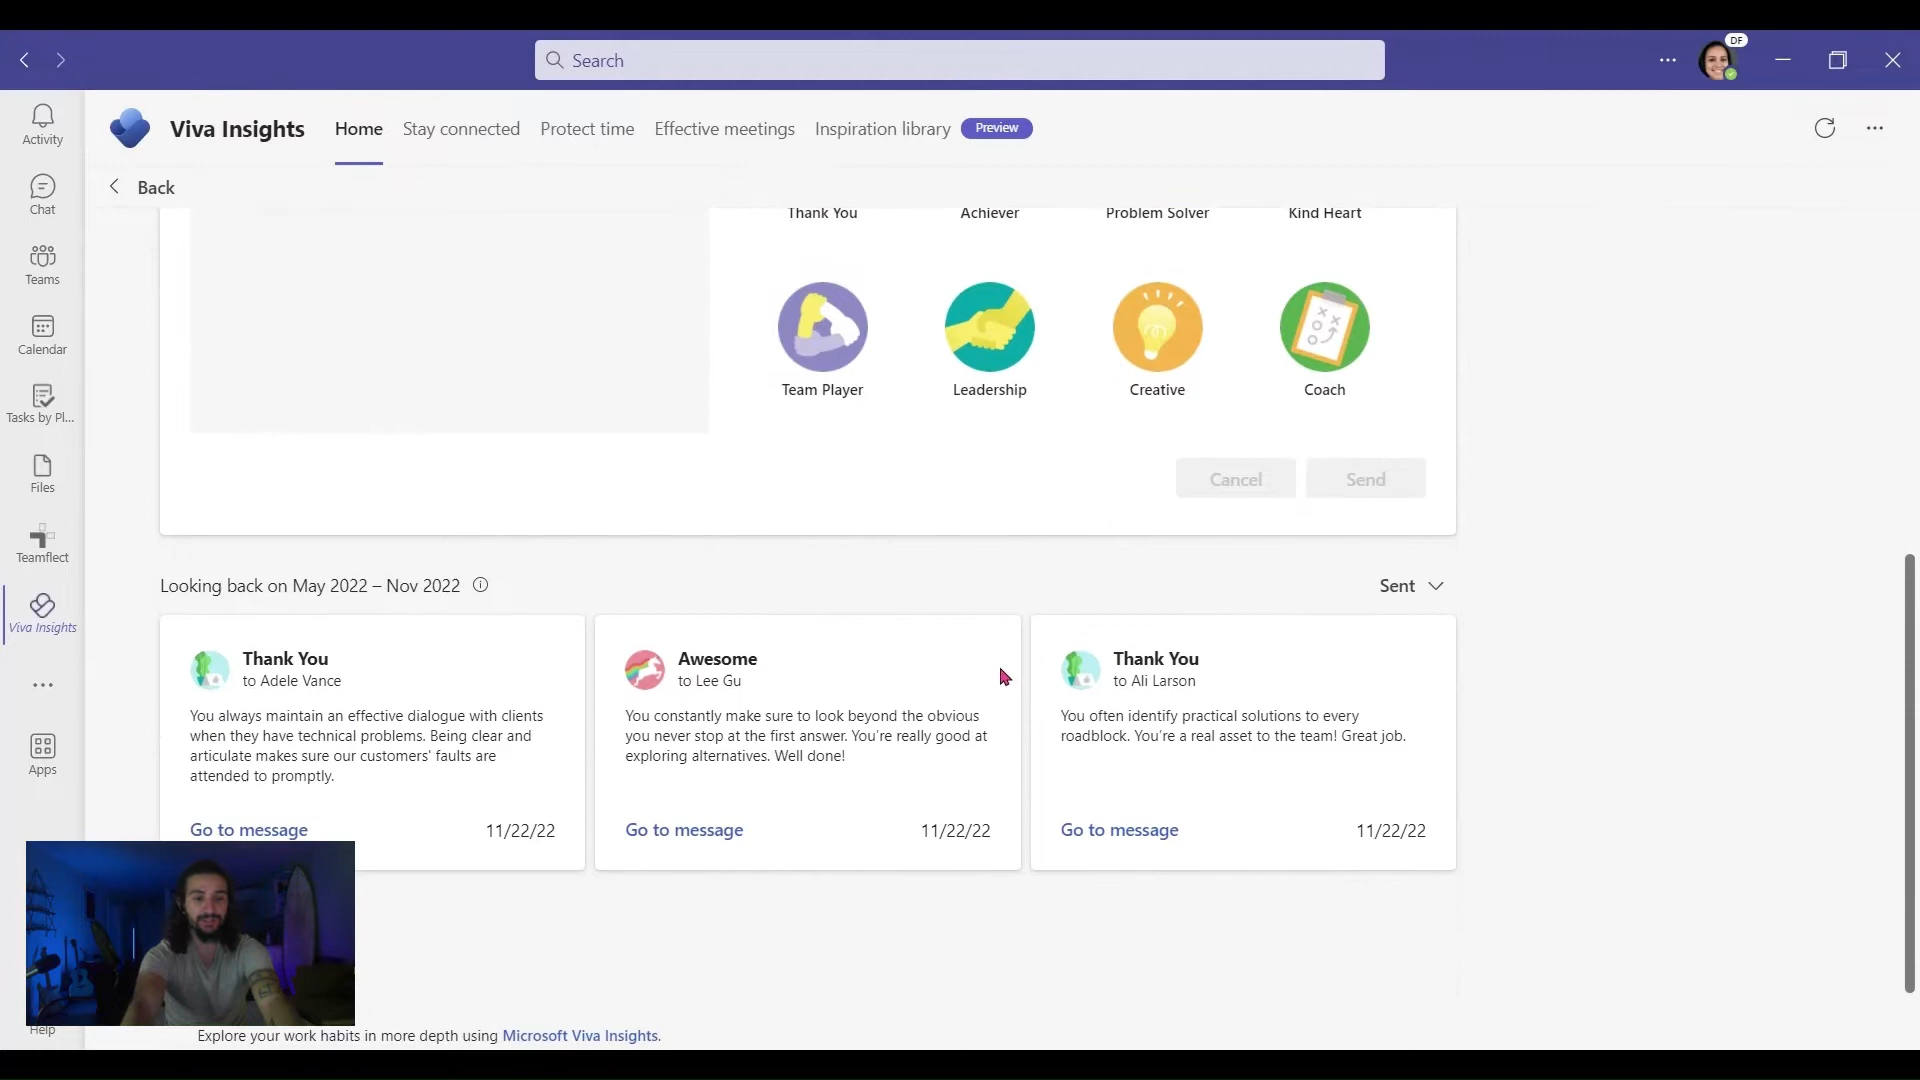 Search
DF
Activity
Chat
Teams
Calendar
Tasks by Pl...
Files
Teamflect
Viva Insights
Apps
Help
Viva Insights
Home
Stay connected
Protect time
Effective meetings
Inspiration library
Preview
Back
Thank You
Achiever
Problem Solver
Kind Heart
Team Player
Leadership
Creative
Coach
Cancel
Send
Looking back on May 2022 – Nov 2022
Sent
Thank You
to Adele Vance
You always maintain an effective dialogue with clients
when they have technical problems. Being clear and
articulate makes sure our customers' faults are
attended to promptly.
Go to message
11/22/22
Awesome
to Lee Gu
You constantly make sure to look beyond the obvious
you never stop at the first answer. You're really good at
exploring alternatives. Well done!
Go to message
11/22/22
Thank You
to Ali Larson
You often identify practical solutions to every
roadblock. You're a real asset to the team! Great job.
Go to message
11/22/22
Explore your work habits in more depth using Microsoft Viva Insights.